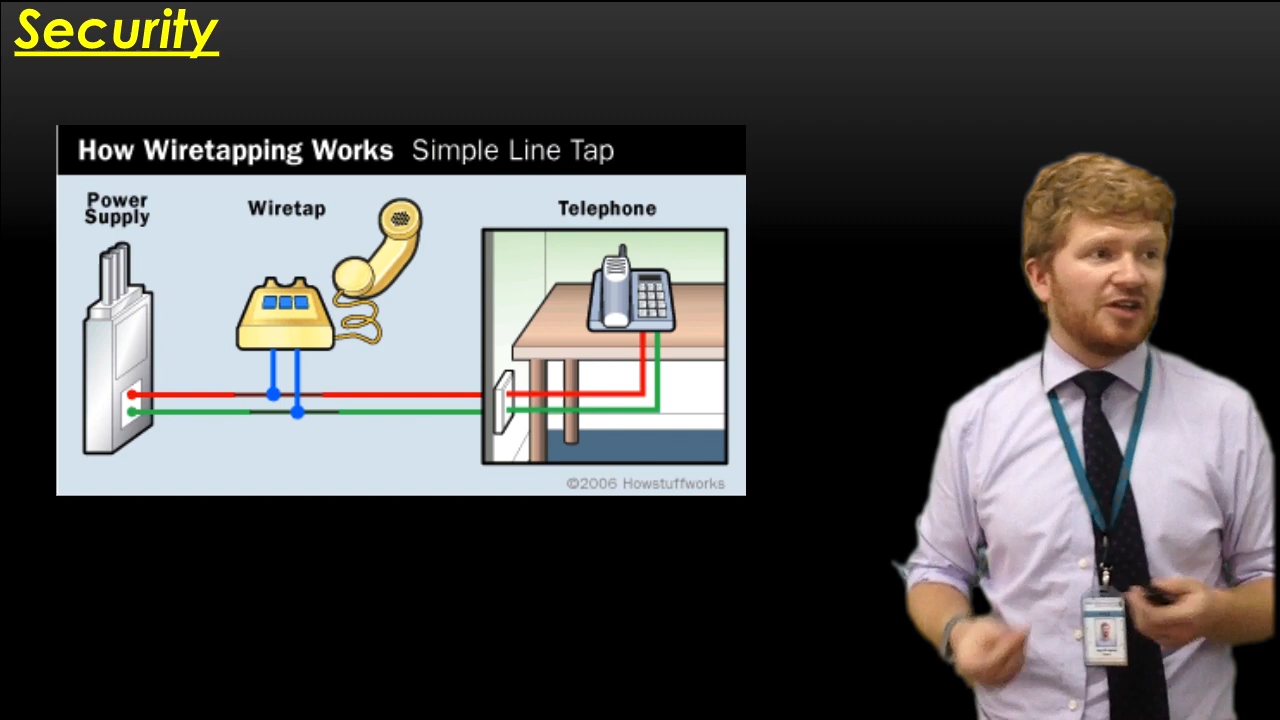 Security
How Wiretapping Works Simple Line Tap
Power
Supply
Wiretap
Telephone
©2006 Howstuffworks